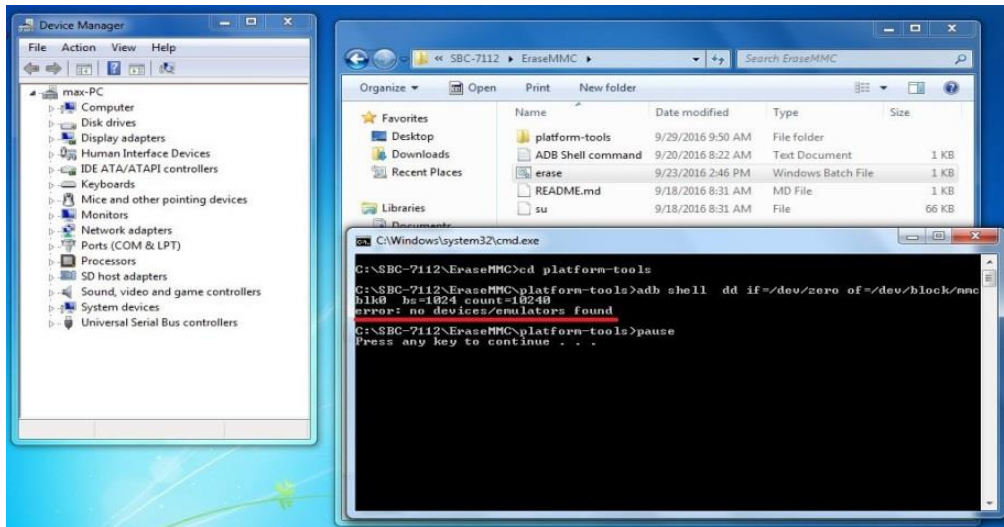 Device Manager
File Action View Help
max-PC
Computer
Disk drives
Display adapters
Human Interface Devices
IDE ATA/ATAPI controllers
Keyboards
Mice and other pointing devices
Monitors
Network adapters
Ports (COM & LPT)
Processors
SD host adapters
Sound, video and game controllers
System devices
Universal Serial Bus controllers
« SBC-7112 EraseMMC
Search EraseMMC
Organize Open Print New folder
Favorites
Desktop
Downloads
Recent Places
Libraries
Documents
Name Date modified Type Size
platform-tools 9/29/2016 9:50 AM File folder
ADB Shell command 9/20/2016 8:22 AM Text Document 1 KB
erase 9/23/2016 2:46 PM Windows Batch File 1 KB
README.md 9/18/2016 8:31 AM MD File 1 KB
su 9/18/2016 8:31 AM File 66 KB
C:\Windows\system32\cmd.exe
C:\SBC-7112\EraseMMC>cd platform-tools
C:\SBC-7112\EraseMMC\platform-tools>adb shell dd if=/dev/zero of=/dev/block/mmc
blk0 bs=1024 count=10240
error: no devices/emulators found
C:\SBC-7112\EraseMMC\platform-tools>pause
Press any key to continue . . .